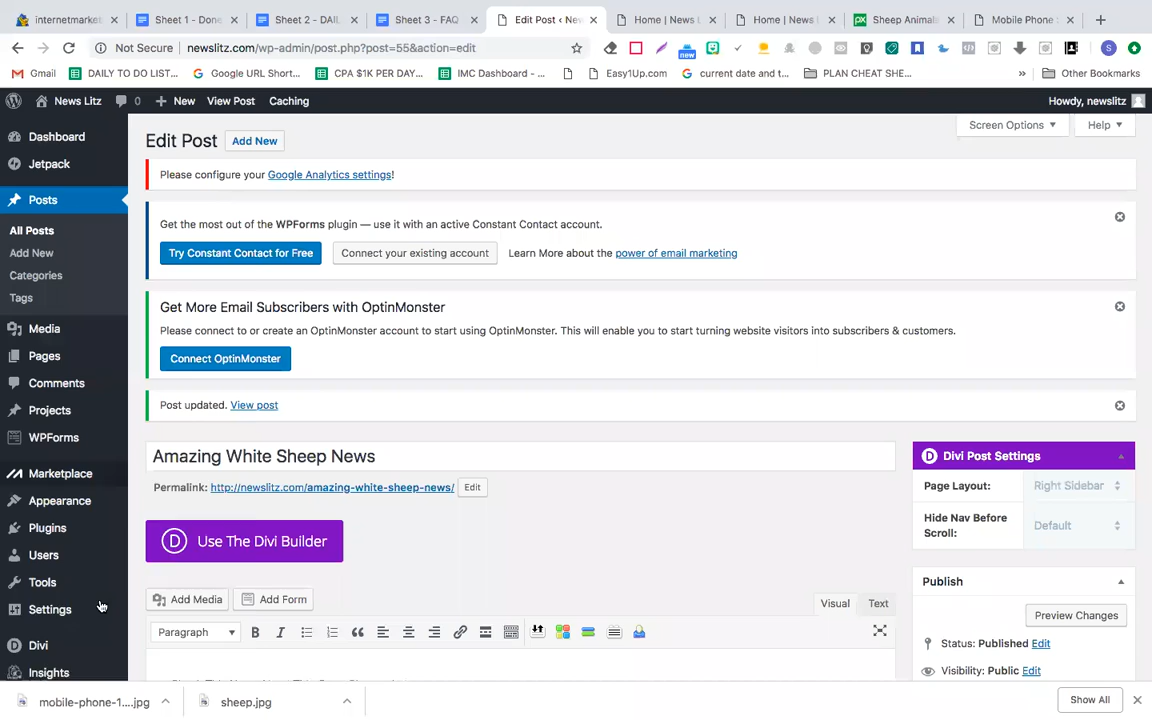 internetmarket
Sheet 1 - Done
Sheet 2 - DAIL
Sheet 3 - FAQ
Edit Post ‹ New
Home | News L
Home | News
Sheep Animal
Mobile Phone
Not Secure
newslitz.com/wp-admin/post.php?post=55&action=edit
new
S
Gmail
DAILY TO DO LIST...
Google URL Short...
CPA $1K PER DAY...
IMC Dashboard - ...
Easy1Up.com
current date and t...
PLAN CHEAT SHE...
»
Other Bookmarks
News Litz
0
New
View Post
Caching
Howdy, newslitz
Dashboard
Jetpack
Posts
All Posts
Add New
Categories
Tags
Media
Pages
Comments
Projects
WPForms
Marketplace
Appearance
Plugins
Users
Tools
Settings
Divi
Insights
Edit Post
Add New
Screen Options
Help
Please configure your Google Analytics settings!
Get the most out of the WPForms plugin — use it with an active Constant Contact account.
Try Constant Contact for Free
Connect your existing account
Learn More about the power of email marketing
Get More Email Subscribers with OptinMonster
Please connect to or create an OptinMonster account to start using OptinMonster. This will enable you to start turning website visitors into subscribers & customers.
Connect OptinMonster
Post updated. View post
Amazing White Sheep News
Permalink: http://newslitz.com/amazing-white-sheep-news/
Edit
Use The Divi Builder
Add Media
Add Form
Visual
Text
Paragraph
B
I
Divi Post Settings
Page Layout:
Right Sidebar
Hide Nav Before
Scroll:
Default
Publish
Preview Changes
Status: Published Edit
Visibility: Public Edit
mobile-phone-1....jpg
sheep.jpg
Show All